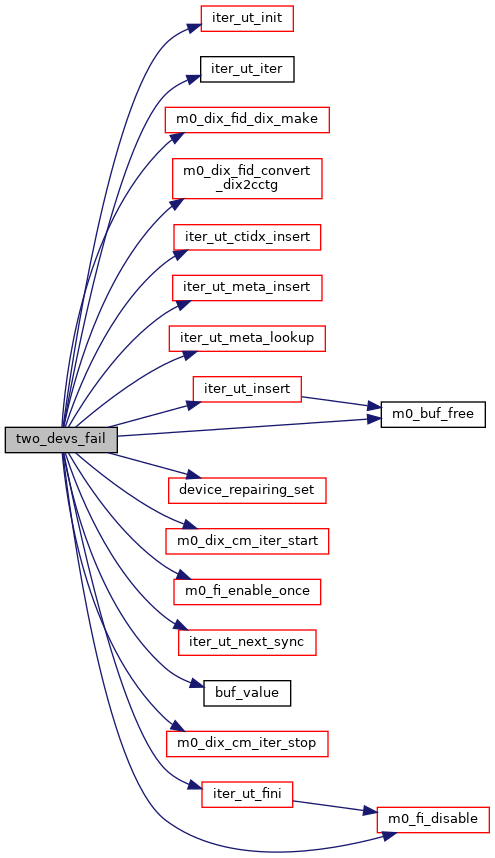 iter_ut_init
iter_ut_iter
m0_dix_fid_dix_make
m0_dix_fid_convert
_dix2cctg
iter_ut_ctidx_insert
iter_ut_meta_insert
iter_ut_meta_lookup
iter_ut_insert
m0_buf_free
two_devs_fail
device_repairing_set
m0_dix_cm_iter_start
m0_fi_enable_once
iter_ut_next_sync
buf_value
m0_dix_cm_iter_stop
iter_ut_fini
m0_fi_disable